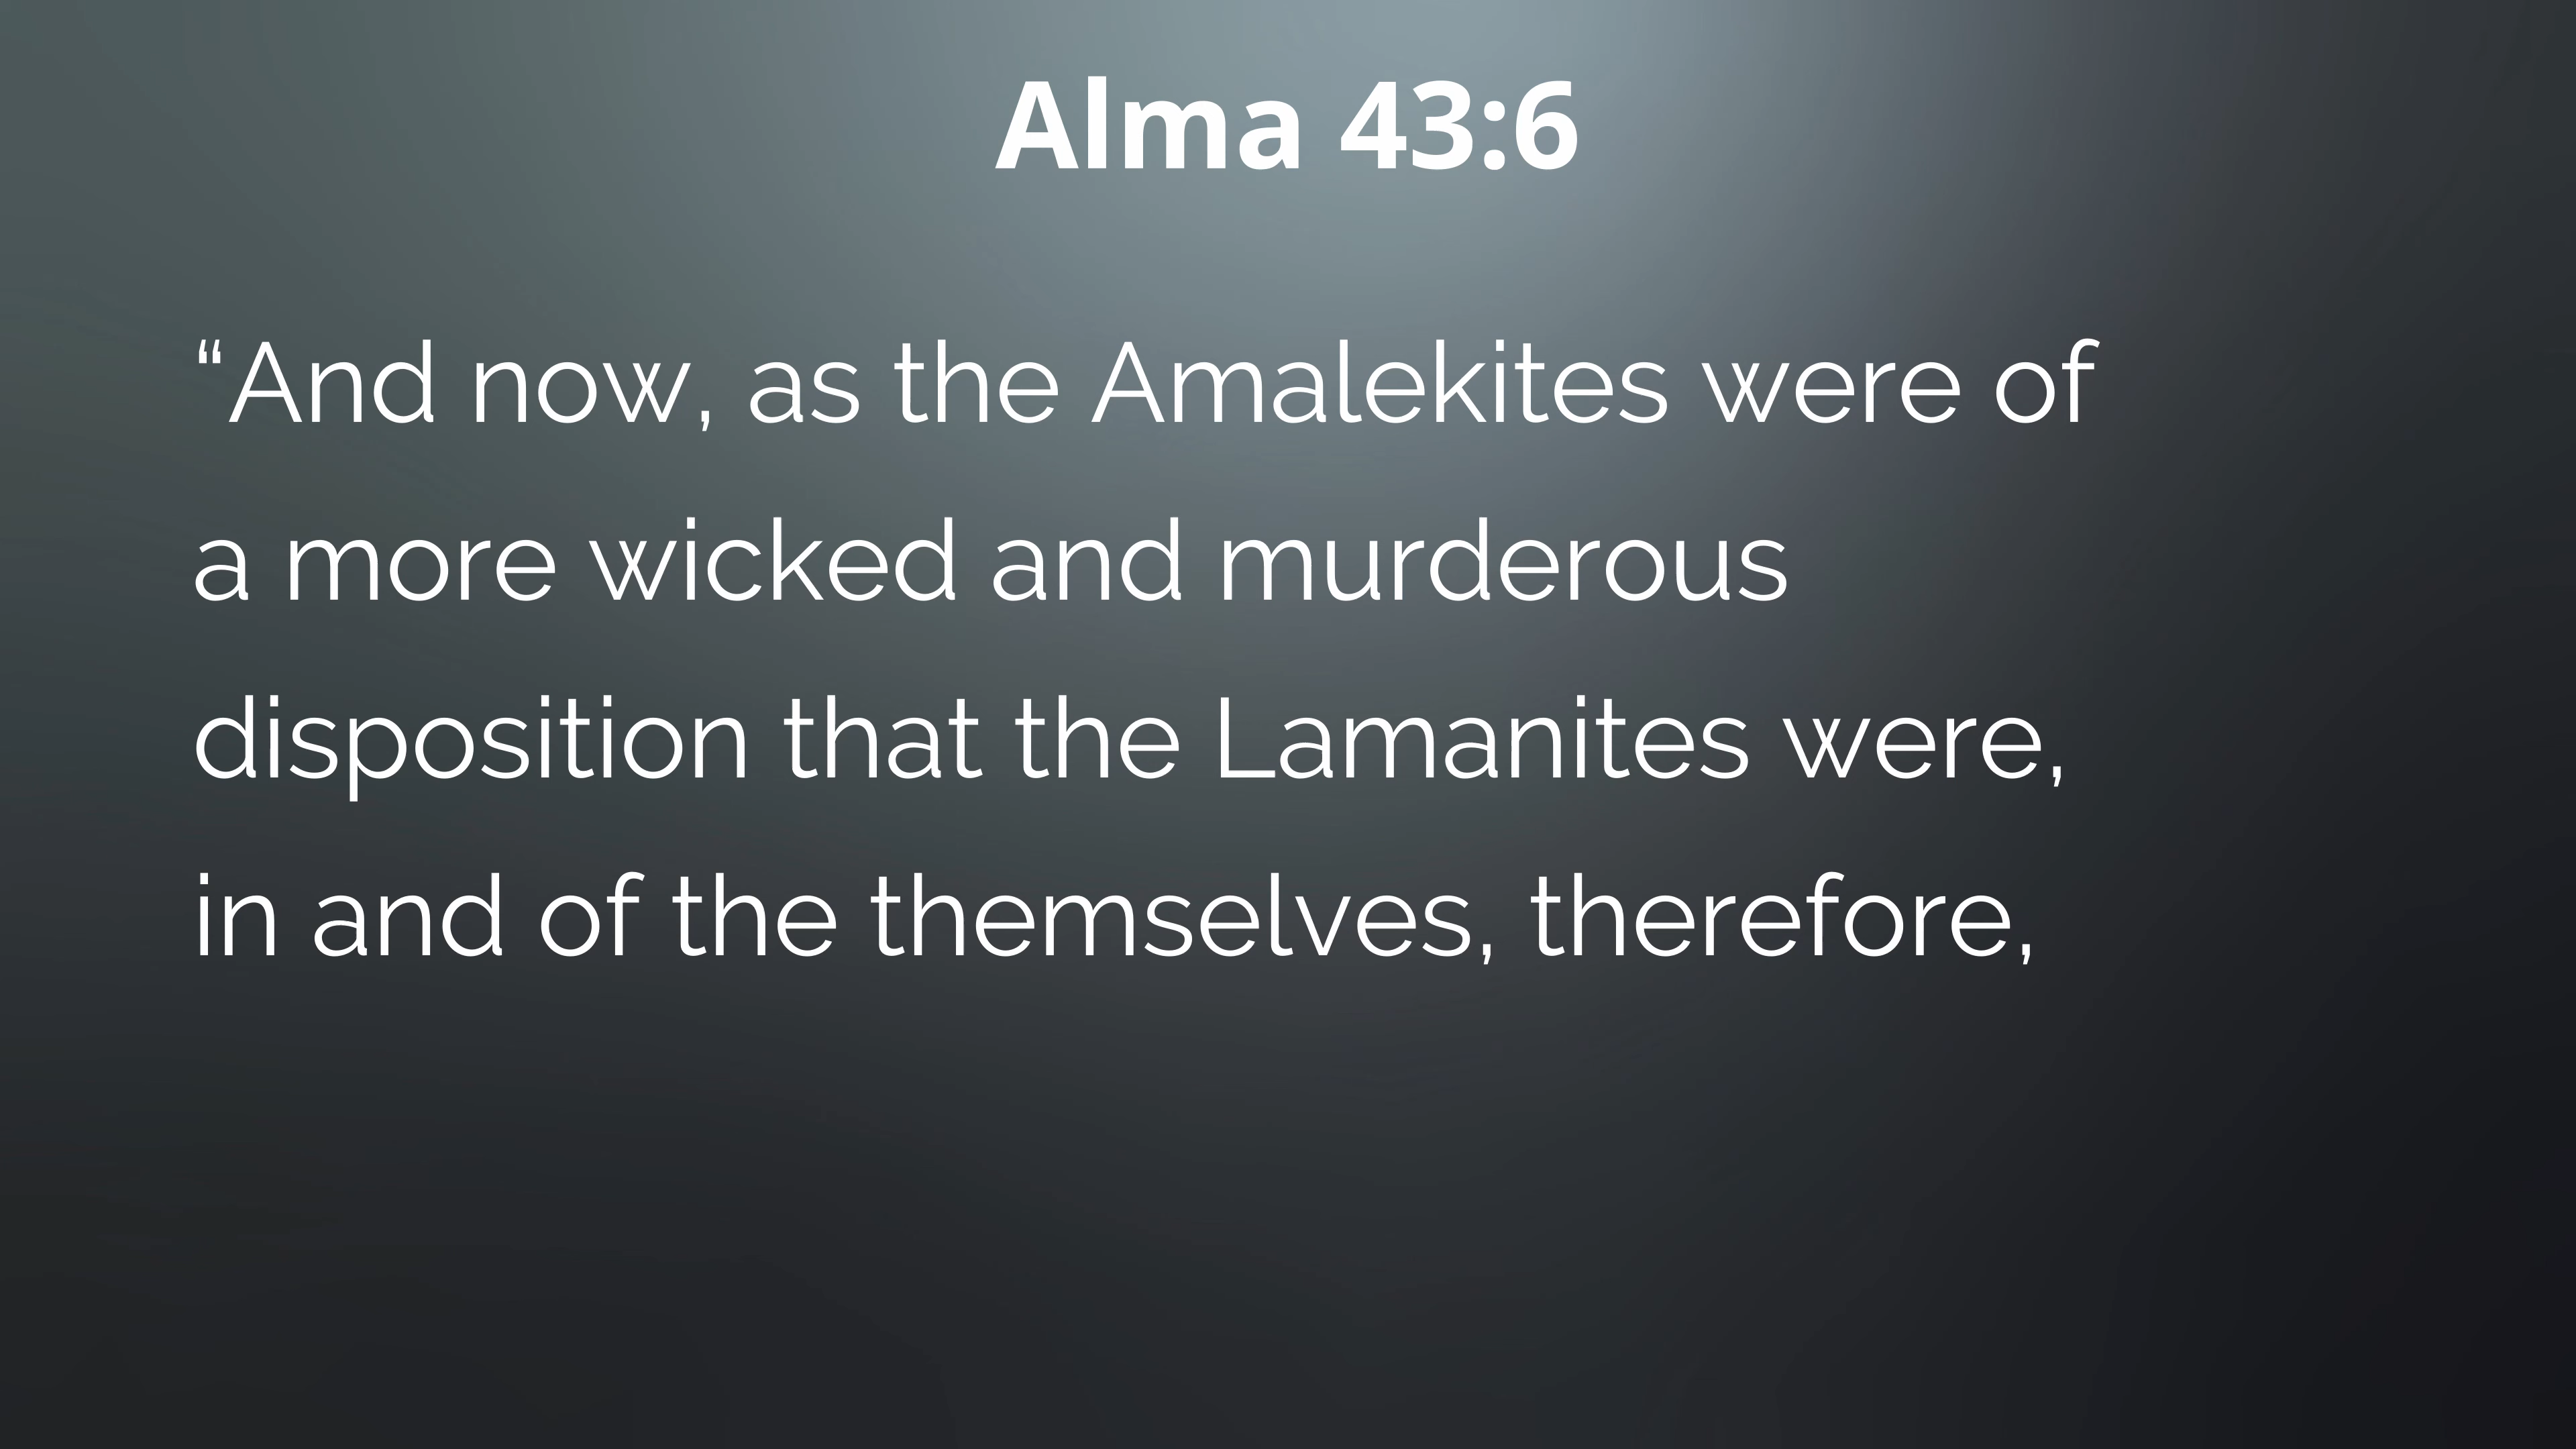 Alma 43:6
“And now, as the Amalekites were of
a more wicked and murderous
disposition that the Lamanites were,
in and of the themselves, therefore,